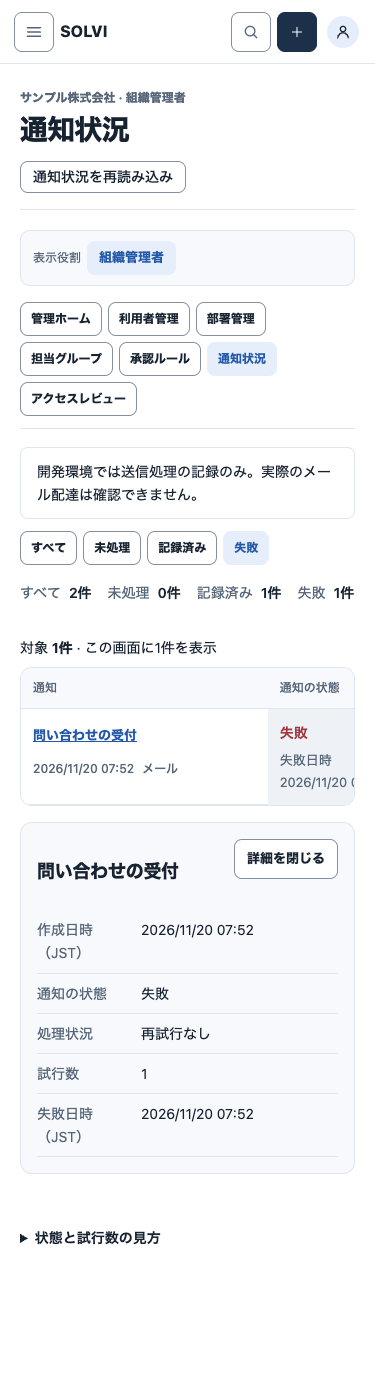 SOLVI
サンプル株式会社 · 組織管理者
通知状況
通知状況を再読み込み
表示役割 組織管理者
管理ホーム 利用者管理 部署管理
担当グループ 承認ルール 通知状況
アクセスレビュー
開発環境では送信処理の記録のみ。実際のメー
ル配達は確認できません。
すべて 未処理 記録済み 失敗
すべて 2件 未処理 0件 記録済み 1件 失敗 1件
対象 1件 · この画面に1件を表示
通知 通知の状態
問い合わせの受付 失敗
2026/11/20 07:52 メール 失敗日時
2026/11/20
問い合わせの受付 詳細を閉じる
作成日時 2026/11/20 07:52
（JST）
通知の状態 失敗
処理状況 再試行なし
試行数 1
失敗日時 2026/11/20 07:52
（JST）
▶ 状態と試行数の見方